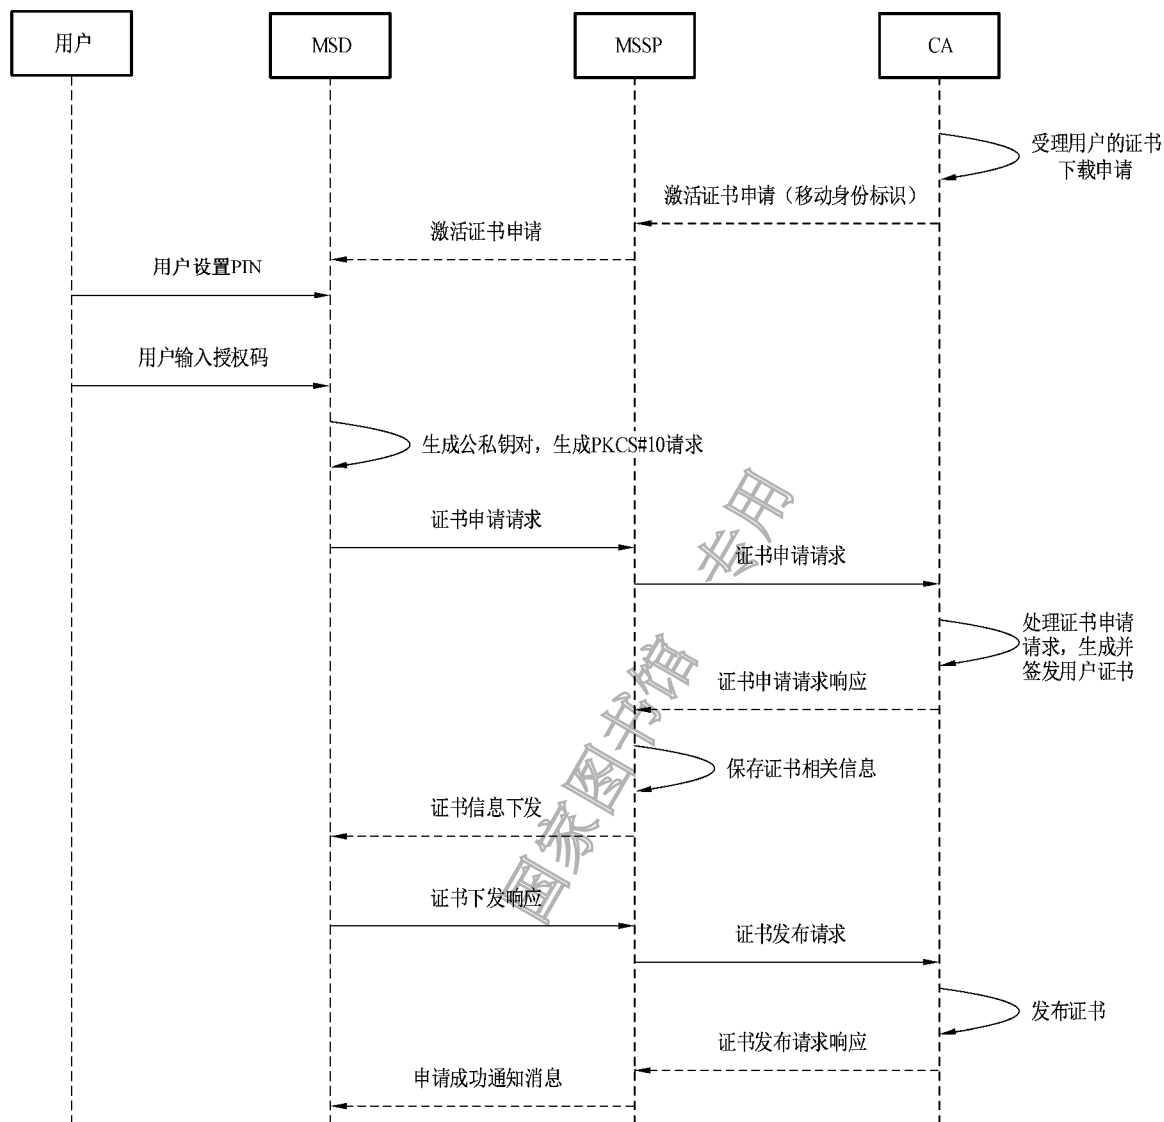 用户
MSD
MSSP
CA
受理用户的证书
下载申请
激活证书申请（移动身份标识）
激活证书申请
用户设置PIN
用户输入授权码
生成公私钥对，生成PKCS#10请求
证书申请请求
证书申请请求
处理证书申请
请求，生成并
签发用户证书
证书申请请求响应
保存证书相关信息
证书信息下发
证书下发响应
证书发布请求
发布证书
证书发布请求响应
申请成功通知消息
国家图书馆 专用